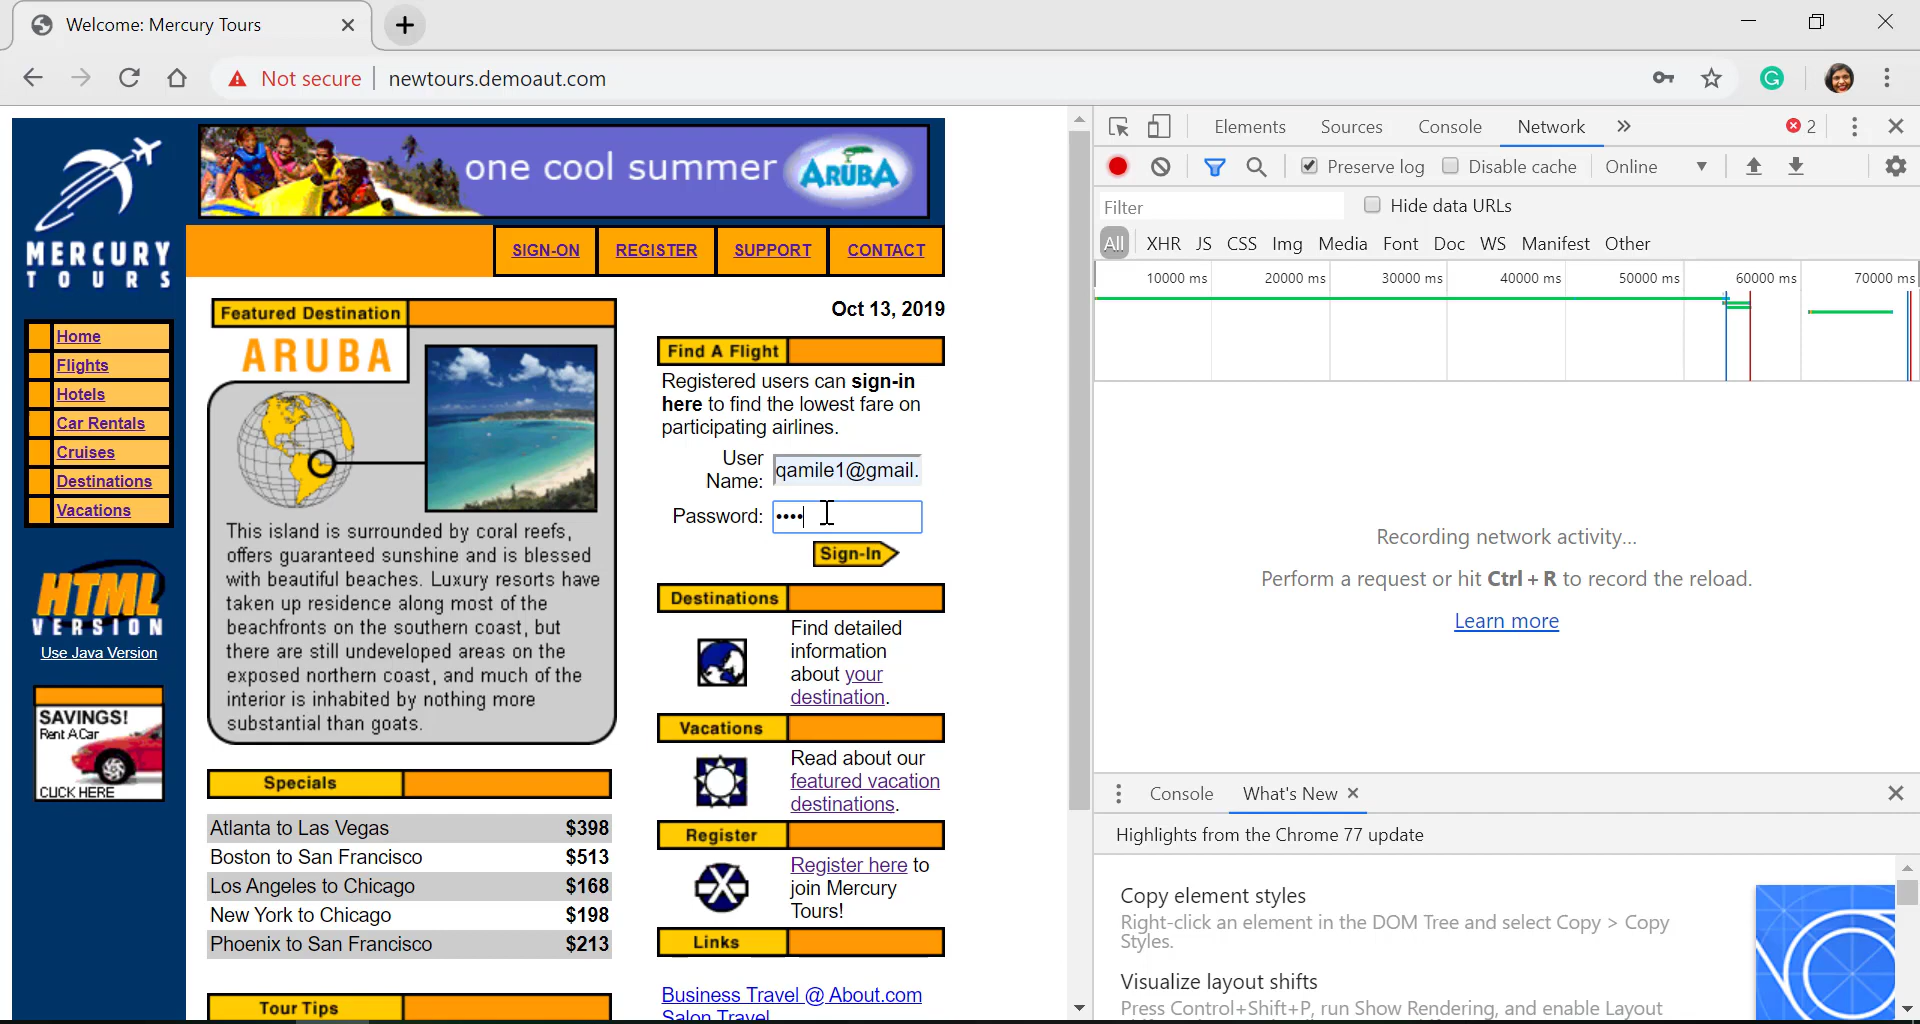 Welcome: Mercury Tours
Not secure
newtours.demoaut.com
one cool summer
ARUBA
MERCURY
TOURS
SIGN-ON
REGISTER
SUPPORT
CONTACT
Home
Flights
Hotels
Car Rentals
Cruises
Destinations
Vacations
HTML
VERSION
Use Java Version
SAVINGS!
Rent A Car
CLICK HERE
Featured Destination
ARUBA
This island is surrounded by coral reefs,
offers guaranteed sunshine and is blessed
with beautiful beaches. Luxury resorts have
taken up residence along most of the
beachfronts on the southern coast, but
there are still undeveloped areas on the
exposed northern coast, and much of the
interior is inhabited by nothing more
substantial than goats.
Specials
Atlanta to Las Vegas $398
Boston to San Francisco $513
Los Angeles to Chicago $168
New York to Chicago $198
Phoenix to San Francisco $213
Tour Tips
Oct 13, 2019
Find A Flight
Registered users can sign-in
here to find the lowest fare on
participating airlines.
User
Name:
qamile1@gmail.
Password: ••••
Sign-In
Destinations
Find detailed
information
about your
destination.
Vacations
Read about our
featured vacation
destinations.
Register
Register here to
join Mercury
Tours!
Links
Business Travel @ About.com
Salon Travel
Elements
Sources
Console
Network
2
Preserve log
Disable cache
Online
Filter
Hide data URLs
All
XHR
JS
CSS
Img
Media
Font
Doc
WS
Manifest
Other
10000 ms
20000 ms
30000 ms
40000 ms
50000 ms
60000 ms
70000 ms
Recording network activity…
Perform a request or hit Ctrl + R to record the reload.
Learn more
Console
What's New
Highlights from the Chrome 77 update
Copy element styles
Right-click an element in the DOM Tree and select Copy > Copy
Styles.
Visualize layout shifts
Press Control+Shift+P, run Show Rendering, and enable Layout